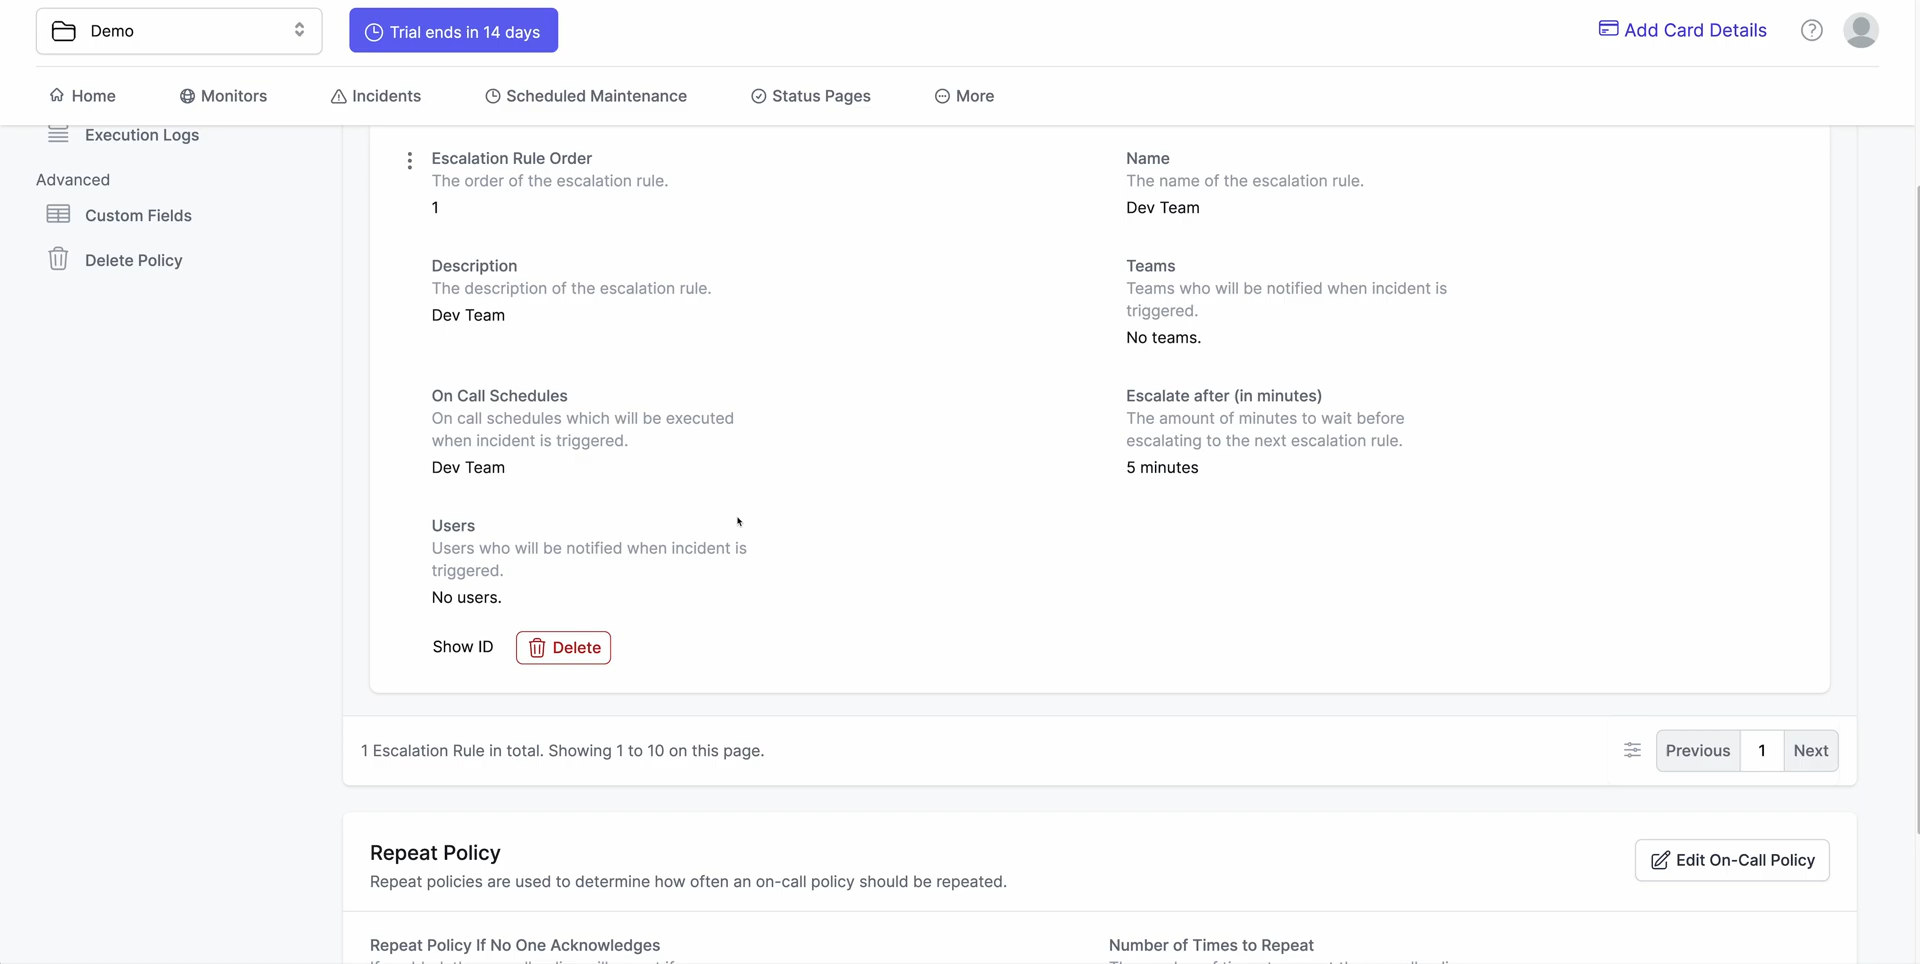 Demo
Trial ends in 14 days
Add Card Details
Home
Monitors
Incidents
Scheduled Maintenance
Status Pages
More
Execution Logs
Advanced
Custom Fields
Delete Policy
Escalation Rule Order
The order of the escalation rule.
1
Name
The name of the escalation rule.
Dev Team
Description
The description of the escalation rule.
Dev Team
Teams
Teams who will be notified when incident is
triggered.
No teams.
On Call Schedules
On call schedules which will be executed
when incident is triggered.
Dev Team
Escalate after (in minutes)
The amount of minutes to wait before
escalating to the next escalation rule.
5 minutes
Users
Users who will be notified when incident is
triggered.
No users.
Show ID
Delete
1 Escalation Rule in total. Showing 1 to 10 on this page.
Previous
1
Next
Repeat Policy
Repeat policies are used to determine how often an on-call policy should be repeated.
Edit On-Call Policy
Repeat Policy If No One Acknowledges
Number of Times to Repeat